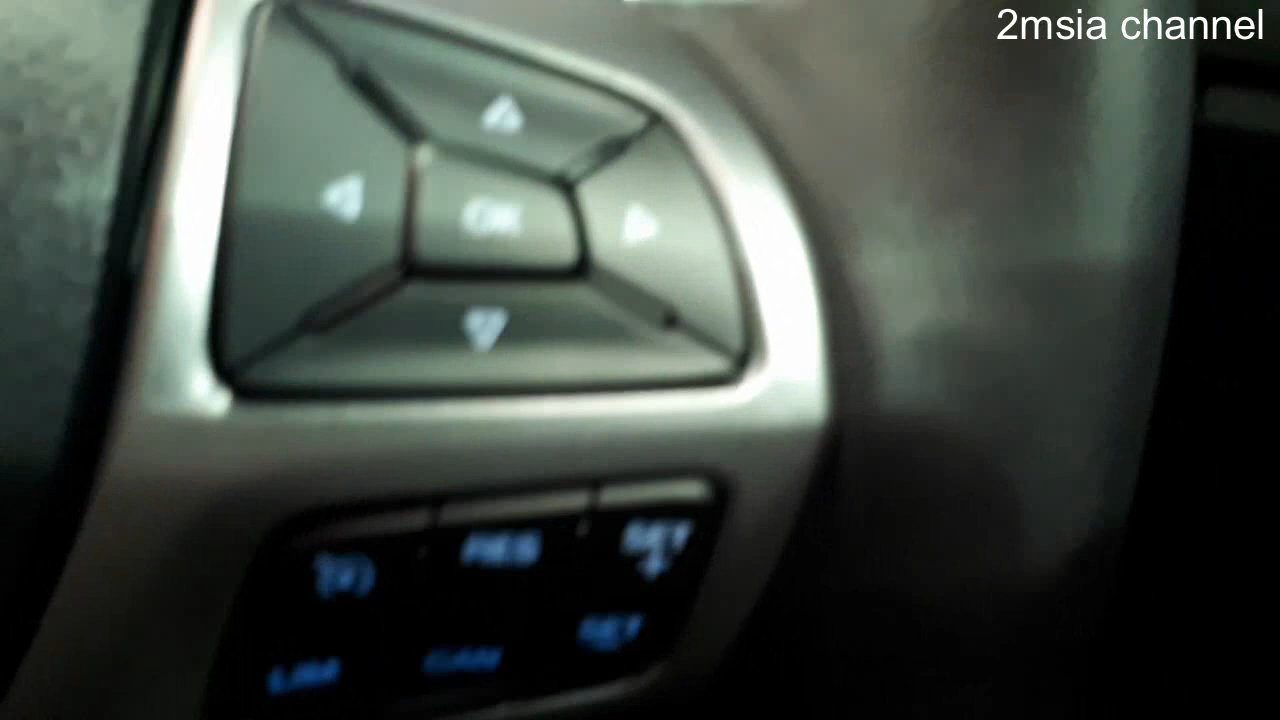 2msia channel
OK
RES
SET
+
SET
LIM
CAN